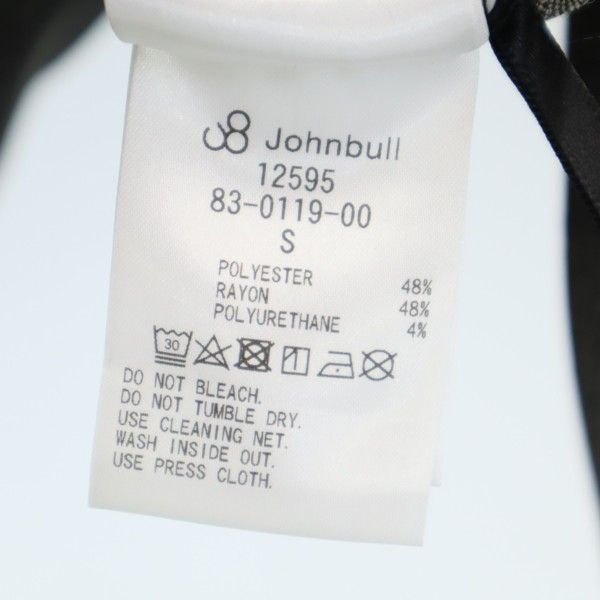 Johnbull
12595
83-0119-00
S
POLYESTER 48%
RAYON 48%
POLYURETHANE 4%
30
DO NOT BLEACH.
DO NOT TUMBLE DRY.
USE CLEANING NET.
WASH INSIDE OUT.
USE PRESS CLOTH.